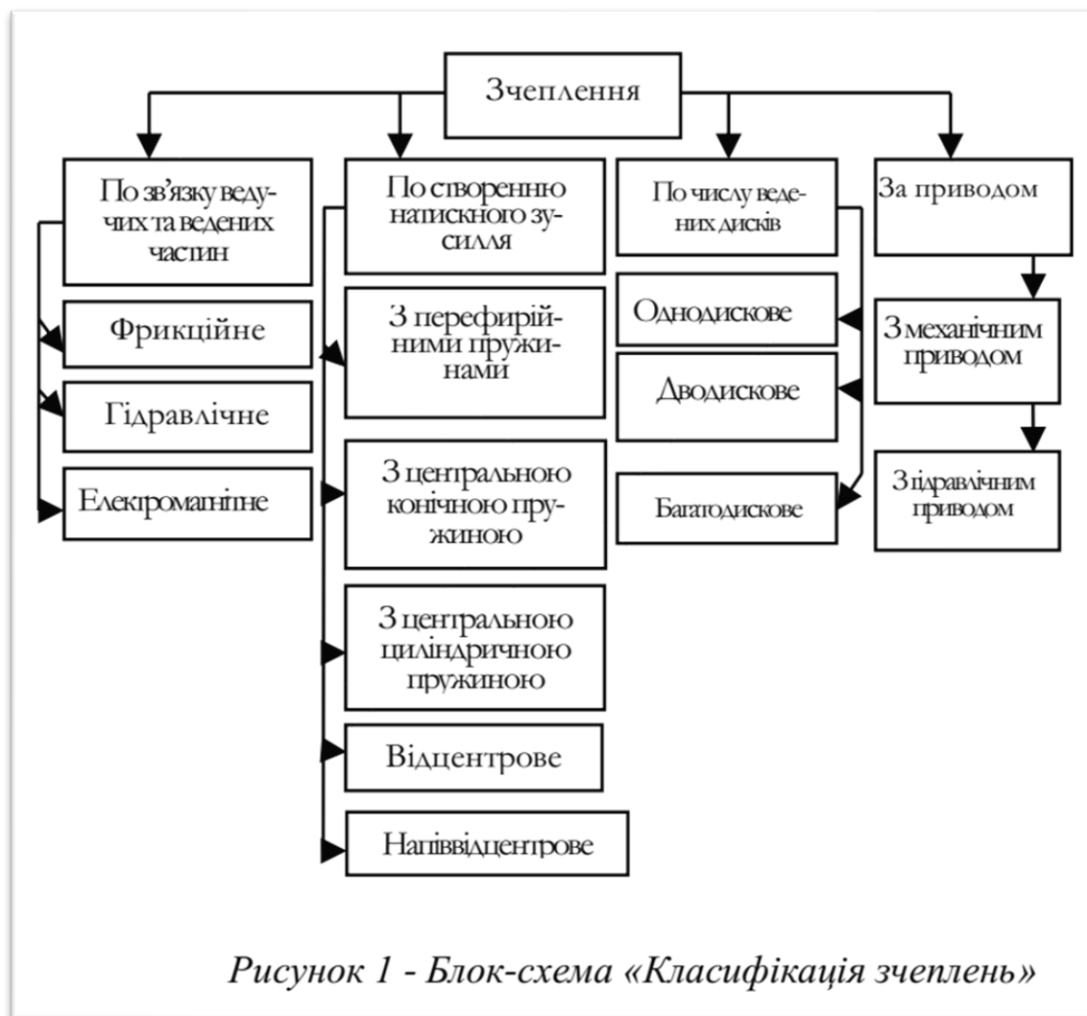 Зчеплення
По зв'язку веду-
чих та ведених
частин
Фрикційне
Гідравлічне
Електромагнітне
По створенню
натискного зу-
силля
З перефирій-
ними пружи-
нами
З центральною
конічною пру-
жиною
З центральною
циліндричною
пружиною
Відцентрове
Напіввідцентрове
По числу веде-
них дисків
Однодискове
Дводискове
Багатодискове
За приводом
З механічним
приводом
З гідравлічним
приводом
Рисунок 1 - Блок-схема «Класифікація зчеплень»